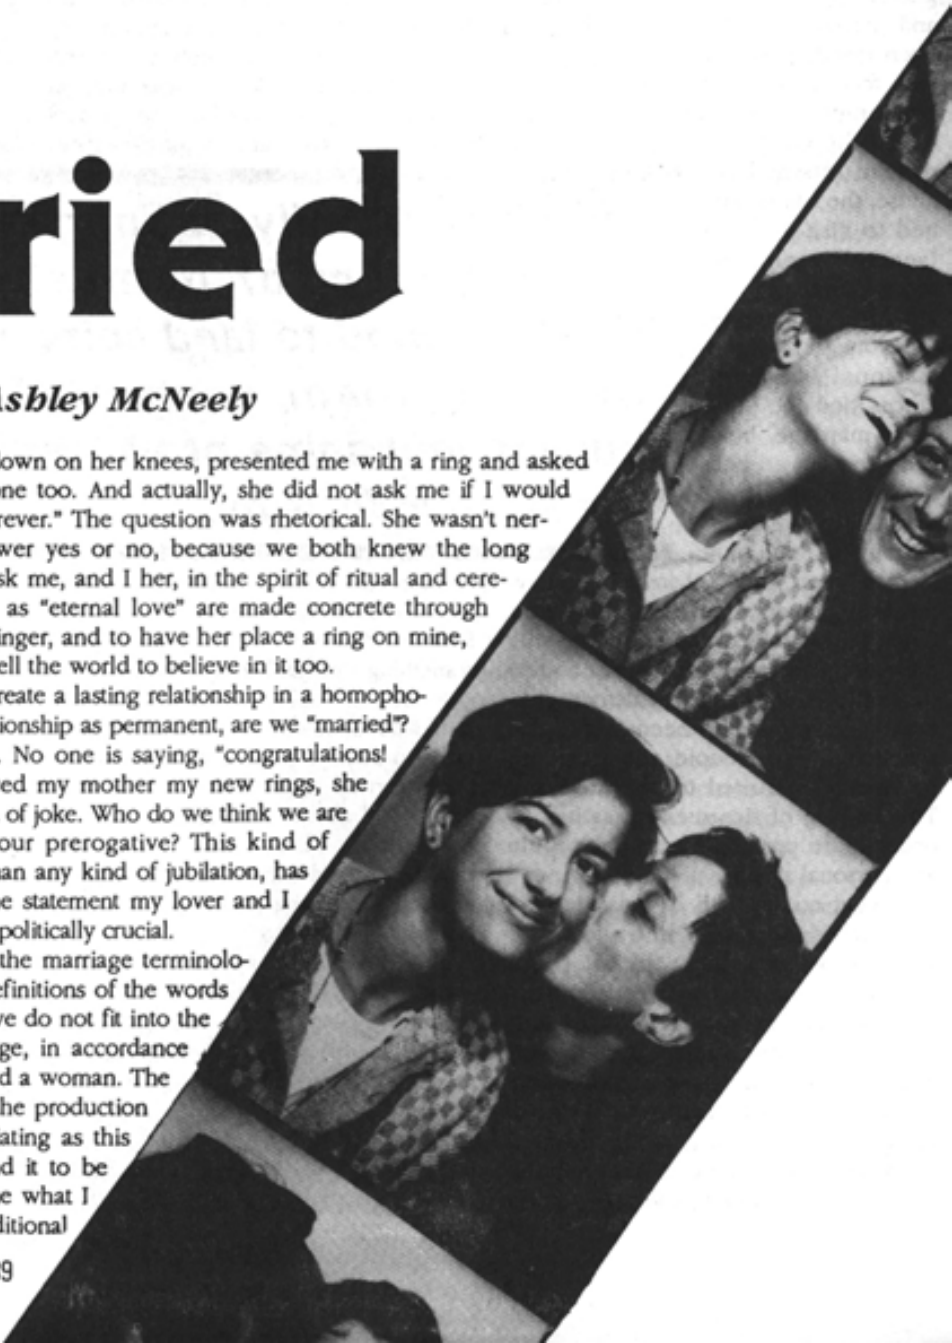 ried
Ashley McNeely
down on her knees, presented me with a ring and asked
one too. And actually, she did not ask me if I would
rever." The question was rhetorical. She wasn't ner-
wer yes or no, because we both knew the long
sk me, and I her, in the spirit of ritual and cere-
as "eternal love" are made concrete through
inger, and to have her place a ring on mine,
ell the world to believe in it too.
reate a lasting relationship in a homopho-
ionship as permanent, are we "married"?
. No one is saying, "congratulations!
ed my mother my new rings, she
of joke. Who do we think we are
our prerogative? This kind of
han any kind of jubilation, has
e statement my lover and I
politically crucial.
the marriage terminolo-
efinitions of the words
ve do not fit into the
ge, in accordance
d a woman. The
he production
ating as this
d it to be
e what I
ditional
39